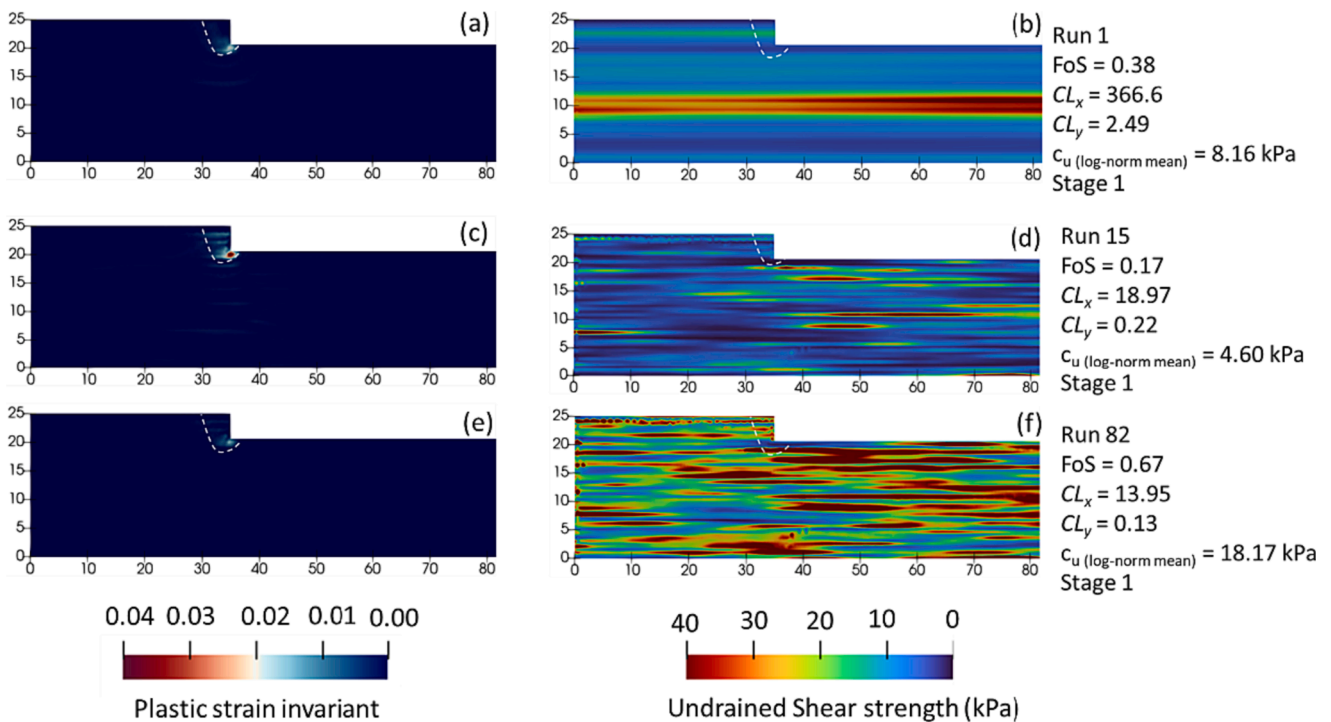 (a)
25
20
15
10
5
0
0 10 20 30 40 50 60 70 80
(b)
25
20
15
10
5
0
0 10 20 30 40 50 60 70 80
Run 1
FoS = 0.38
CLx = 366.6
CLy = 2.49
cu (log-norm mean) = 8.16 kPa
Stage 1
(c)
25
20
15
10
5
0
0 10 20 30 40 50 60 70 80
(d)
25
20
15
10
5
0
0 10 20 30 40 50 60 70 80
Run 15
FoS = 0.17
CLx = 18.97
CLy = 0.22
cu (log-norm mean) = 4.60 kPa
Stage 1
(e)
25
20
15
10
5
0
0 10 20 30 40 50 60 70 80
(f)
25
20
15
10
5
0
0 10 20 30 40 50 60 70 80
Run 82
FoS = 0.67
CLx = 13.95
CLy = 0.13
cu (log-norm mean) = 18.17 kPa
Stage 1
0.04 0.03 0.02 0.01 0.00
Plastic strain invariant
40 30 20 10 0
Undrained Shear strength (kPa)